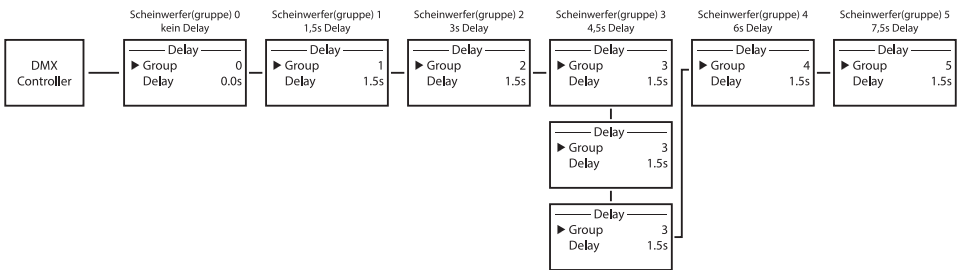 Scheinwerfer(gruppe) 0
kein Delay
Scheinwerfer(gruppe) 1
1,5s Delay
Scheinwerfer(gruppe) 2
3s Delay
Scheinwerfer(gruppe) 3
4,5s Delay
Scheinwerfer(gruppe) 4
6s Delay
Scheinwerfer(gruppe) 5
7,5s Delay
DMX
Controller
Delay
▶ Group 0
Delay 0.0s
Delay
▶ Group 1
Delay 1.5s
Delay
▶ Group 2
Delay 1.5s
Delay
▶ Group 3
Delay 1.5s
Delay
▶ Group 3
Delay 1.5s
Delay
▶ Group 3
Delay 1.5s
Delay
▶ Group 4
Delay 1.5s
Delay
▶ Group 5
Delay 1.5s